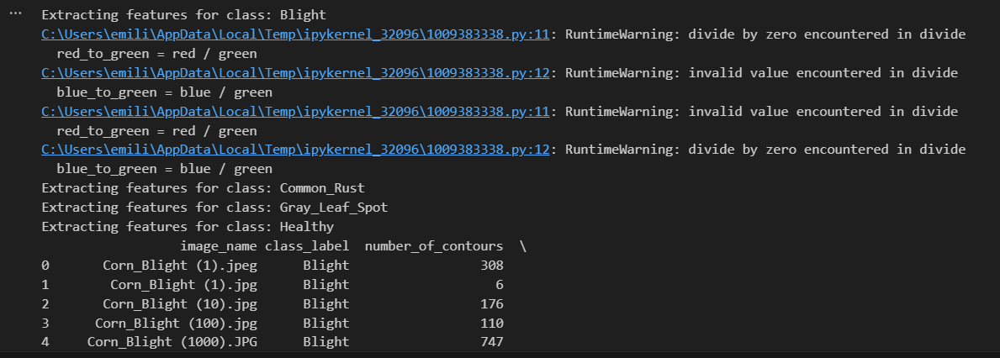 ... Extracting features for class: Blight
C:\Users\emili\AppData\Local\Temp\ipykernel_32096\1009383338.py:11: RuntimeWarning: divide by zero encountered in divide
  red_to_green = red / green
C:\Users\emili\AppData\Local\Temp\ipykernel_32096\1009383338.py:12: RuntimeWarning: invalid value encountered in divide
  blue_to_green = blue / green
C:\Users\emili\AppData\Local\Temp\ipykernel_32096\1009383338.py:11: RuntimeWarning: invalid value encountered in divide
  red_to_green = red / green
C:\Users\emili\AppData\Local\Temp\ipykernel_32096\1009383338.py:12: RuntimeWarning: divide by zero encountered in divide
  blue_to_green = blue / green
Extracting features for class: Common_Rust
Extracting features for class: Gray_Leaf_Spot
Extracting features for class: Healthy
                  image_name class_label  number_of_contours  \
0       Corn_Blight (1).jpeg      Blight                 308
1        Corn_Blight (1).jpg      Blight                   6
2       Corn_Blight (10).jpg      Blight                 176
3      Corn_Blight (100).jpg      Blight                 110
4     Corn_Blight (1000).JPG      Blight                 747